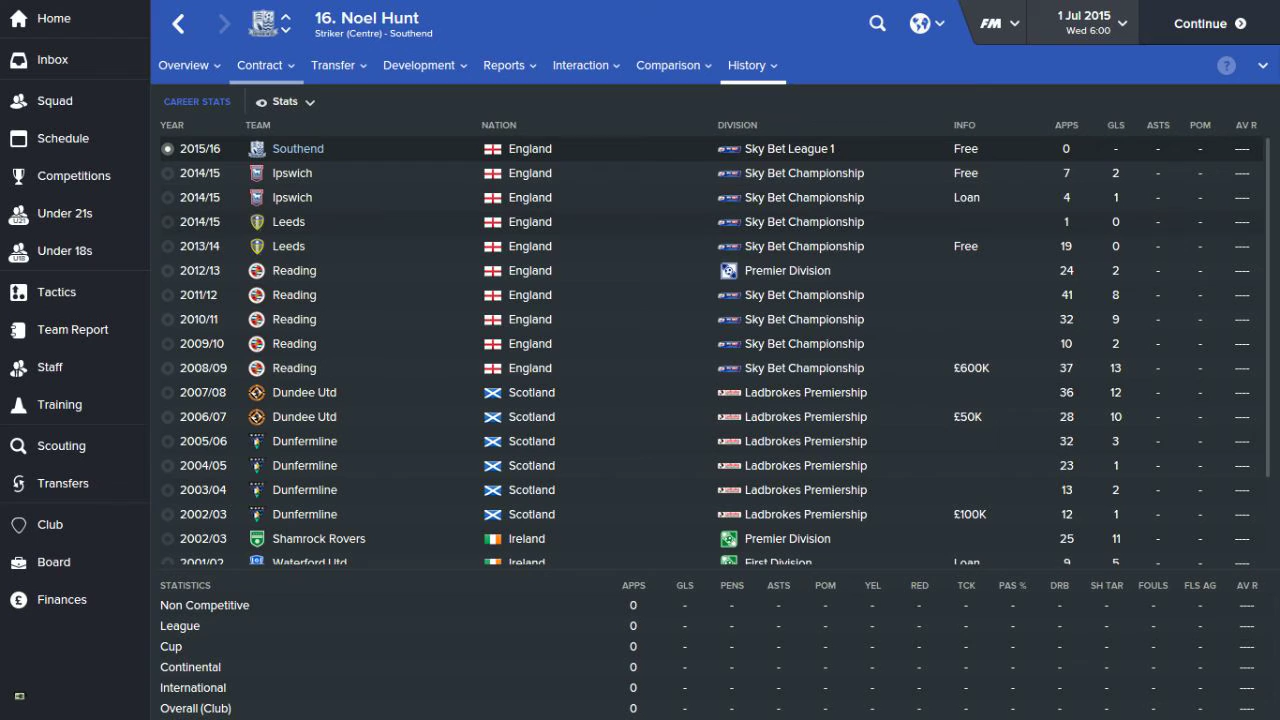 Home
Inbox
Squad
Schedule
Competitions
Under 21s
Under 18s
Tactics
Team Report
Staff
Training
Scouting
Transfers
Club
Board
Finances
16. Noel Hunt
Striker (Centre) - Southend
FM
1 Jul 2015
Wed 6:00
Continue
Overview Contract Transfer Development Reports Interaction Comparison History ?
CAREER STATS Stats
YEAR TEAM NATION DIVISION INFO APPS GLS ASTS POM AV R
2015/16 Southend England Sky Bet League 1 Free 0 - - - ----
2014/15 Ipswich England Sky Bet Championship Free 7 2 - - ----
2014/15 Ipswich England Sky Bet Championship Loan 4 1 - - ----
2014/15 Leeds England Sky Bet Championship 1 0 - - ----
2013/14 Leeds England Sky Bet Championship Free 19 0 - - ----
2012/13 Reading England Premier Division 24 2 - - ----
2011/12 Reading England Sky Bet Championship 41 8 - - ----
2010/11 Reading England Sky Bet Championship 32 9 - - ----
2009/10 Reading England Sky Bet Championship 10 2 - - ----
2008/09 Reading England Sky Bet Championship £600K 37 13 - - ----
2007/08 Dundee Utd Scotland Ladbrokes Premiership 36 12 - - ----
2006/07 Dundee Utd Scotland Ladbrokes Premiership £50K 28 10 - - ----
2005/06 Dunfermline Scotland Ladbrokes Premiership 32 3 - - ----
2004/05 Dunfermline Scotland Ladbrokes Premiership 23 1 - - ----
2003/04 Dunfermline Scotland Ladbrokes Premiership 13 2 - - ----
2002/03 Dunfermline Scotland Ladbrokes Premiership £100K 12 1 - - ----
2002/03 Shamrock Rovers Ireland Premier Division 25 11 - - ----
2001/02 Waterford Utd Ireland First Division Loan 9 5 - - ----
STATISTICS APPS GLS PENS ASTS POM YEL RED TCK PAS % DRB SH TAR FOULS FLS AG AV R
Non Competitive 0 - - - - - - - - - - - - ----
League 0 - - - - - - - - - - - - ----
Cup 0 - - - - - - - - - - - - ----
Continental 0 - - - - - - - - - - - - ----
International 0 - - - - - - - - - - - - ----
Overall (Club) 0 - - - - - - - - - - - - ----